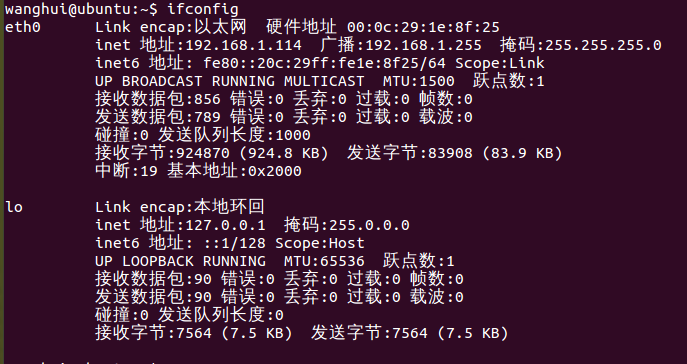 wanghui@ubuntu:~$ ifconfig
eth0 Link encap:以太网 硬件地址 00:0c:29:1e:8f:25
inet 地址:192.168.1.114 广播:192.168.1.255 掩码:255.255.255.0
inet6 地址: fe80::20c:29ff:fe1e:8f25/64 Scope:Link
UP BROADCAST RUNNING MULTICAST MTU:1500 跃点数:1
接收数据包:856 错误:0 丢弃:0 过载:0 帧数:0
发送数据包:789 错误:0 丢弃:0 过载:0 载波:0
碰撞:0 发送队列长度:1000
接收字节:924870 (924.8 KB) 发送字节:83908 (83.9 KB)
中断:19 基本地址:0x2000
lo Link encap:本地环回
inet 地址:127.0.0.1 掩码:255.0.0.0
inet6 地址: ::1/128 Scope:Host
UP LOOPBACK RUNNING MTU:65536 跃点数:1
接收数据包:90 错误:0 丢弃:0 过载:0 帧数:0
发送数据包:90 错误:0 丢弃:0 过载:0 载波:0
碰撞:0 发送队列长度:0
接收字节:7564 (7.5 KB) 发送字节:7564 (7.5 KB)